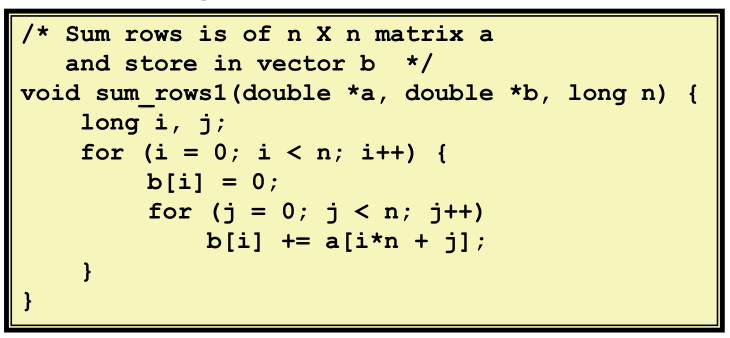 /* Sum rows is of n X n matrix a
   and store in vector b  */
void sum_rows1(double *a, double *b, long n) {
    long i, j;
    for (i = 0; i < n; i++) {
        b[i] = 0;
        for (j = 0; j < n; j++)
            b[i] += a[i*n + j];
    }
}